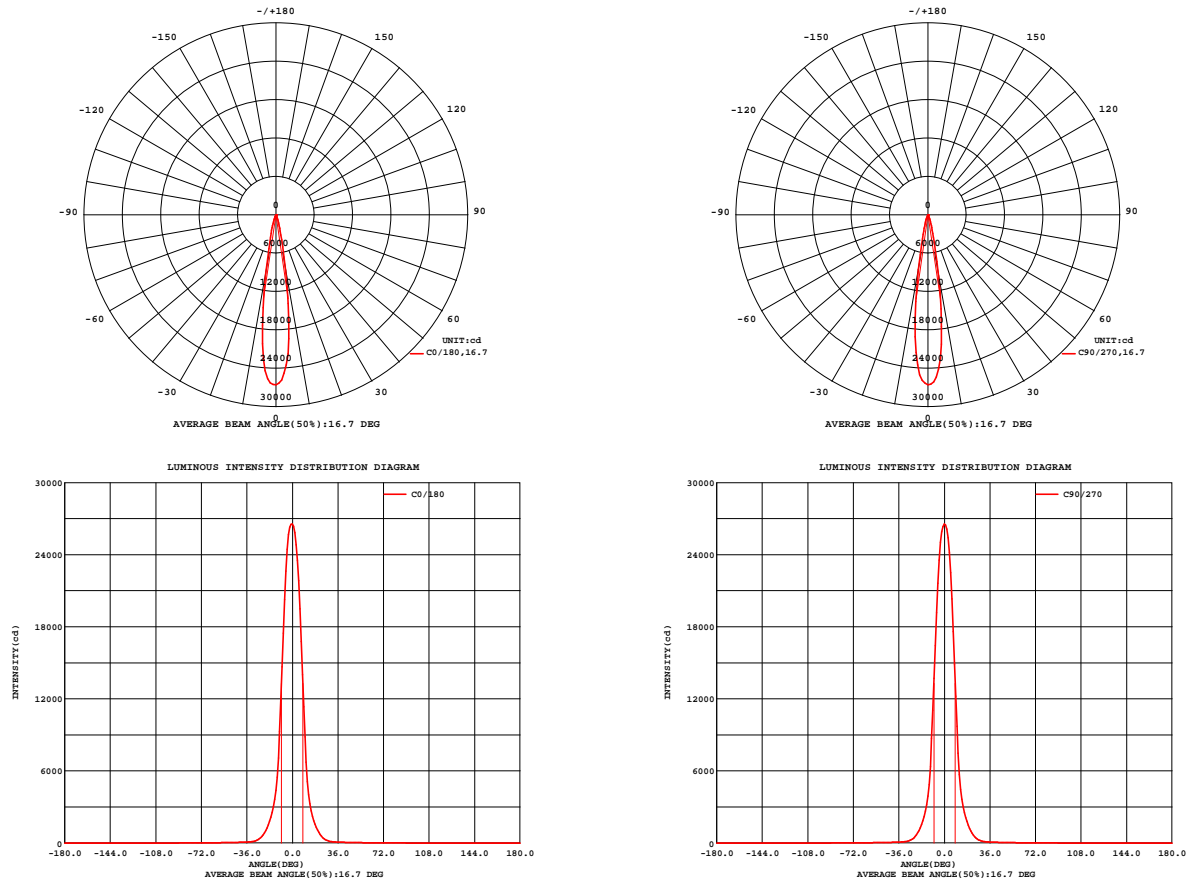 -/+180
-150 150
-120 120
-90 90
-60 60
-30 30
0
6000
12000
18000
24000
30000
0
UNIT:cd
C0/180,16.7
AVERAGE BEAM ANGLE(50%):16.7 DEG
-/+180
-150 150
-120 120
-90 90
-60 60
-30 30
0
6000
12000
18000
24000
30000
0
UNIT:cd
C90/270,16.7
AVERAGE BEAM ANGLE(50%):16.7 DEG
LUMINOUS INTENSITY DISTRIBUTION DIAGRAM
C0/180
INTENSITY(cd)
30000
24000
18000
12000
6000
0
-180.0 -144.0 -108.0 -72.0 -36.0 0.0 36.0 72.0 108.0 144.0 180.0
ANGLE(DEG)
AVERAGE BEAM ANGLE(50%):16.7 DEG
LUMINOUS INTENSITY DISTRIBUTION DIAGRAM
C90/270
INTENSITY(cd)
30000
24000
18000
12000
6000
0
-180.0 -144.0 -108.0 -72.0 -36.0 0.0 36.0 72.0 108.0 144.0 180.0
ANGLE(DEG)
AVERAGE BEAM ANGLE(50%):16.7 DEG